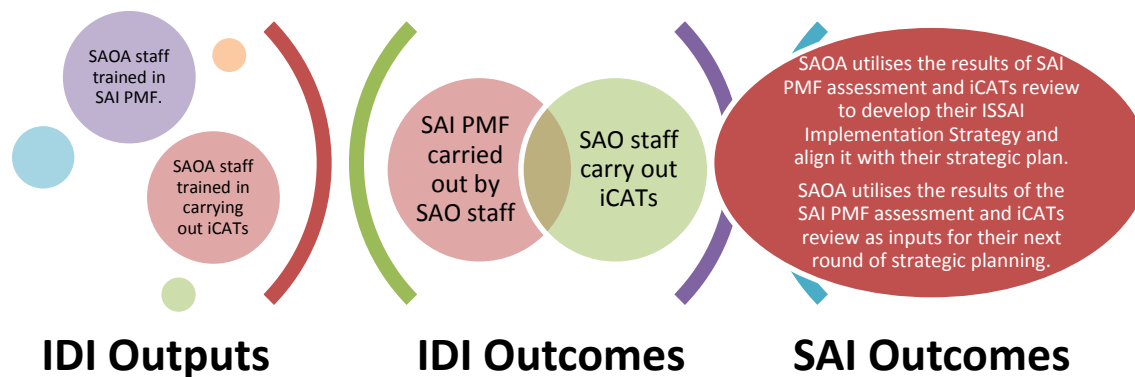 SAOA staff
trained in
SAI PMF.
SAOA staff
trained in
carrying
out iCATs
IDI Outputs
SAI PMF
carried
out by
SAO staff
SAO staff
carry out
iCATs
IDI Outcomes
SAOA utilises the results of SAI
PMF assessment and iCATs review
to develop their ISSAI
Implementation Strategy and
align it with their strategic plan.
SAOA utilises the results of the
SAI PMF assessment and iCATs
review as inputs for their next
round of strategic planning.
SAI Outcomes